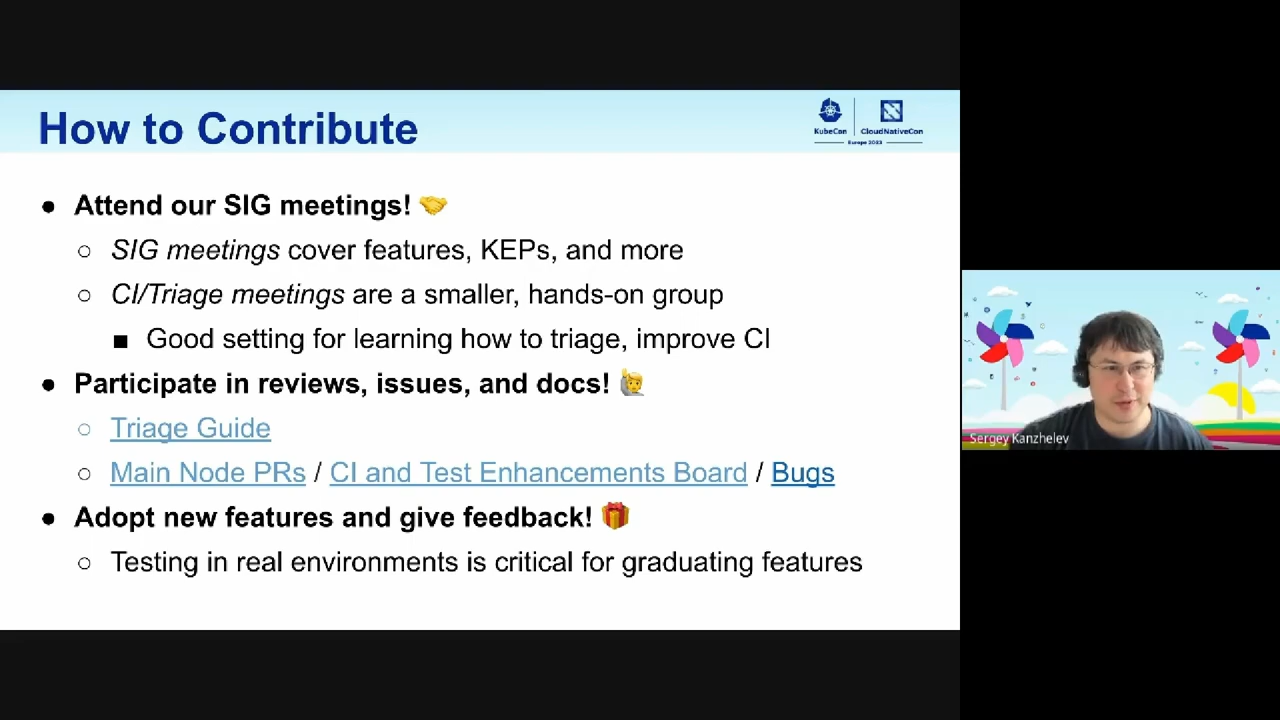 How to Contribute
KubeCon
CloudNativeCon
Europe 2023
Attend our SIG meetings!
SIG meetings cover features, KEPs, and more
CI/Triage meetings are a smaller, hands-on group
Good setting for learning how to triage, improve CI
Participate in reviews, issues, and docs!
Triage Guide
Main Node PRs / CI and Test Enhancements Board / Bugs
Adopt new features and give feedback!
Testing in real environments is critical for graduating features
Sergey Kanzhelev